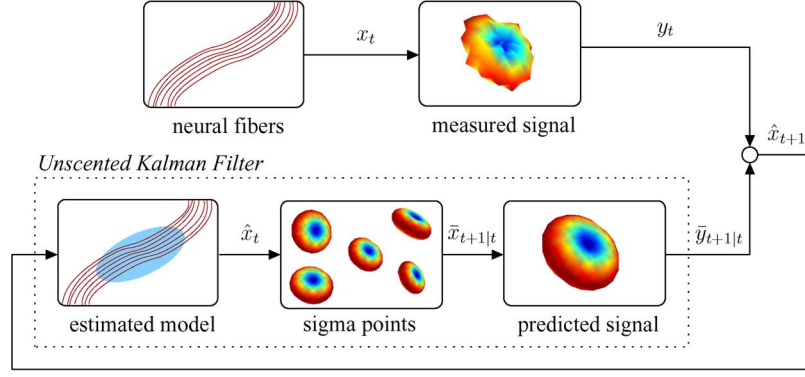 x_t
y_t
neural fibers
measured signal
x̂_{t+1}
Unscented Kalman Filter
x̂_t
x̄_{t+1|t}
ȳ_{t+1|t}
estimated model
sigma points
predicted signal